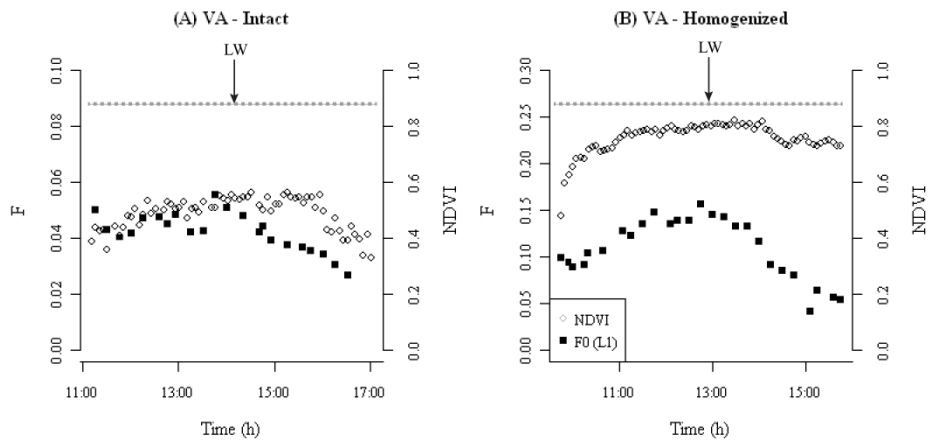 (A) VA - Intact
LW
0.10
0.08
0.06
0.04
0.02
0.00
F
1.0
0.8
0.6
0.4
0.2
0.0
NDVI
11:00
13:00
15:00
17:00
Time (h)
(B) VA - Homogenized
LW
0.30
0.25
0.20
0.15
0.10
0.05
0.00
F
1.0
0.8
0.6
0.4
0.2
0.0
NDVI
NDVI
F0 (L1)
11:00
13:00
15:00
Time (h)